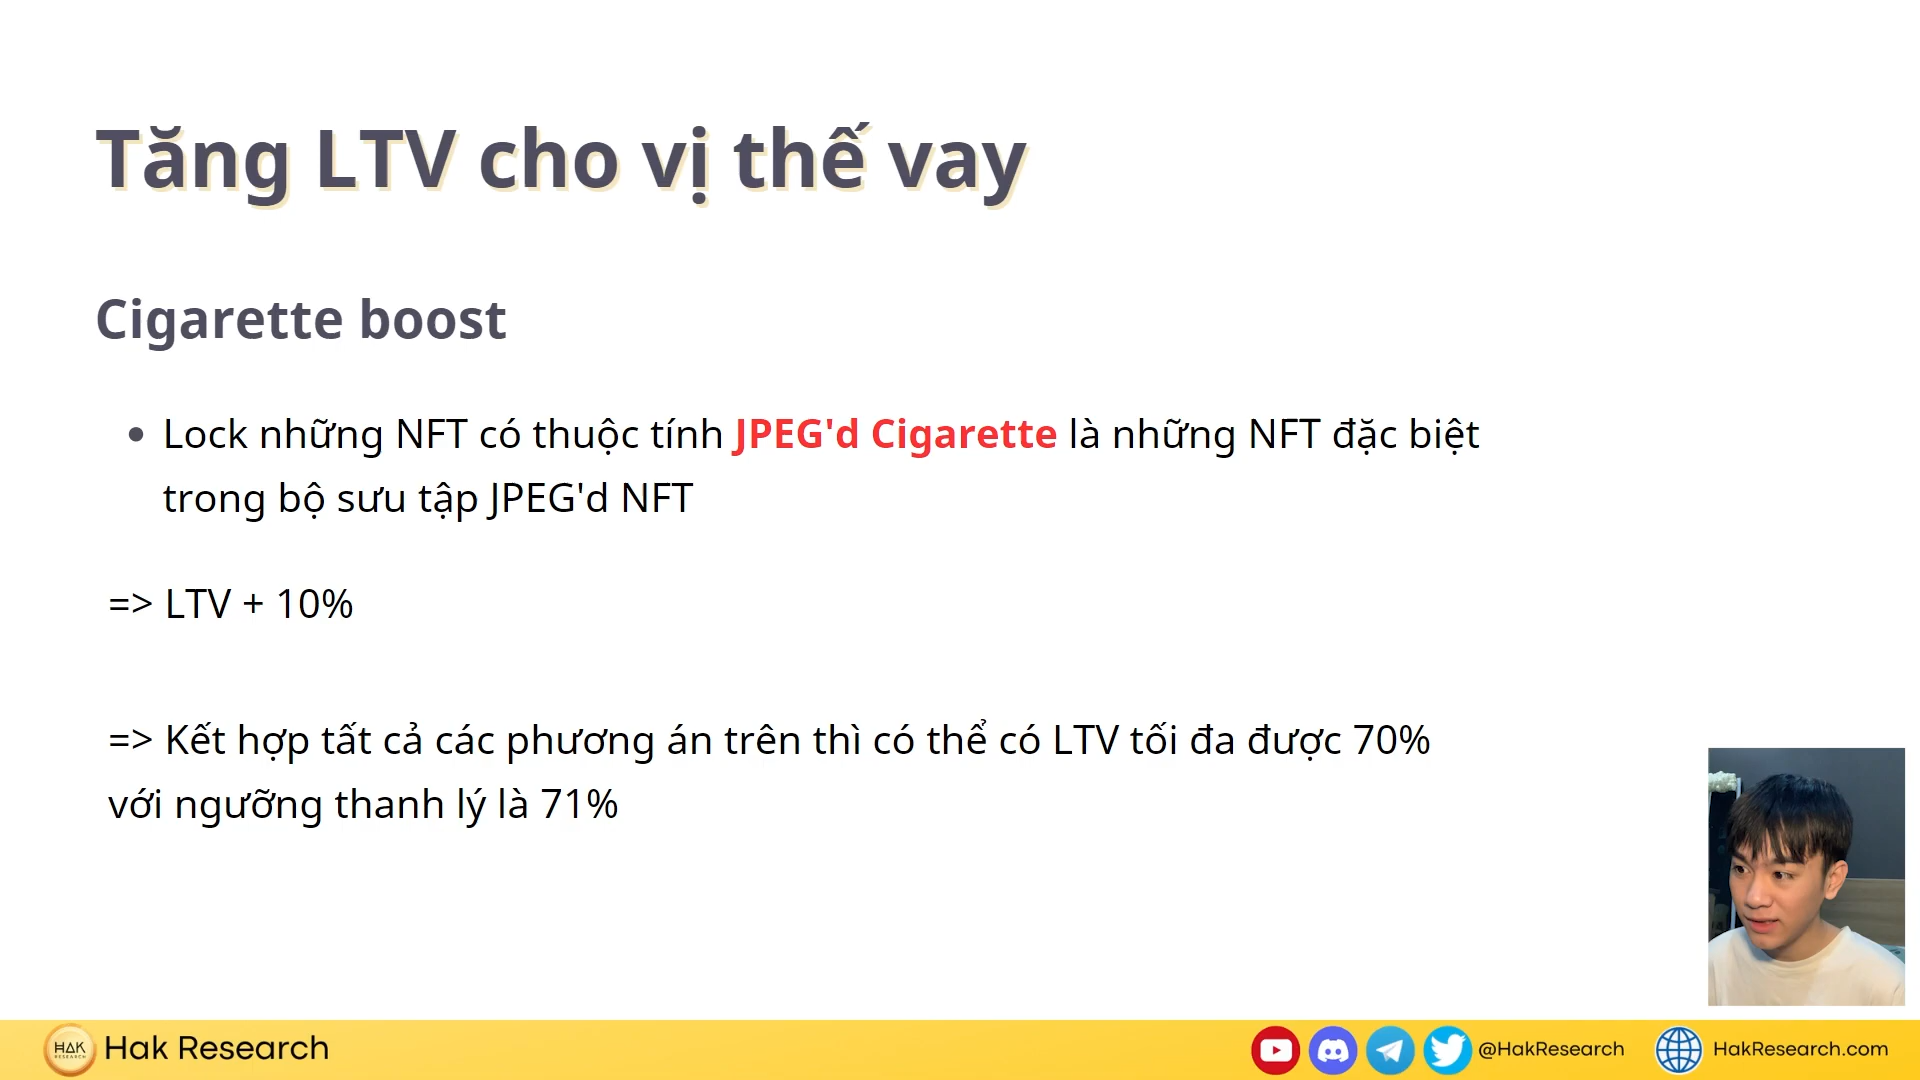 Tăng LTV cho vị thế vay
Cigarette boost
• Lock những NFT có thuộc tính JPEG'd Cigarette là những NFT đặc biệt
trong bộ sưu tập JPEG'd NFT
=> LTV + 10%
=> Kết hợp tất cả các phương án trên thì có thể có LTV tối đa được 70%
với ngưỡng thanh lý là 71%
HAK
RESEARCH
Hak Research
@HakResearch
HakResearch.com